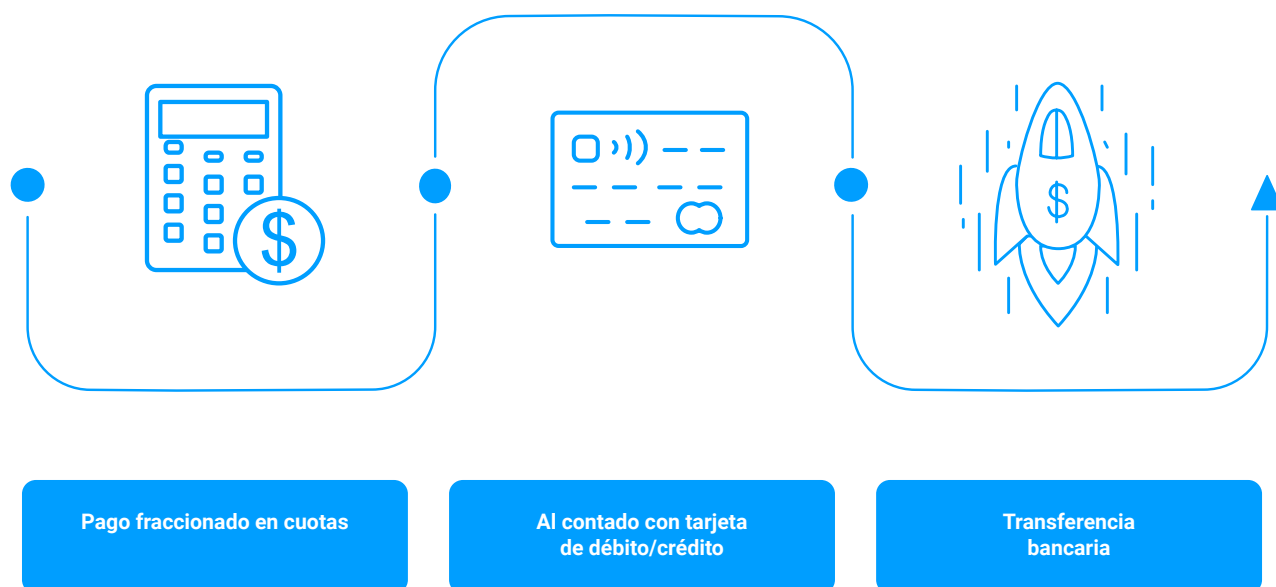 $
$
Pago fraccionado en cuotas
Al contado con tarjeta
de débito/crédito
Transferencia
bancaria